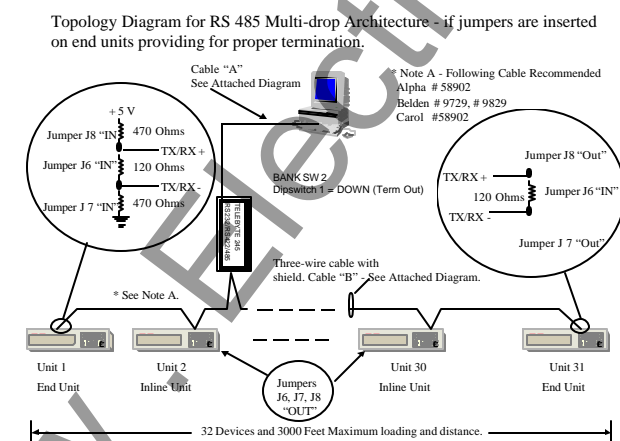 Topology Diagram for RS 485 Multi-drop Architecture - if jumpers are inserted
on end units providing for proper termination.
Cable “A”
See Attached Diagram
* Note A - Following Cable Recommended
Alpha # 58902
Belden # 9729, # 9829
Carol #58902
+ 5 V
Jumper J8 “IN”
470 Ohms
TX/RX +
Jumper J6 “IN”
120 Ohms
TX/RX -
Jumper J 7 “IN”
470 Ohms
BANK SW 2
Dipswitch 1 = DOWN (Term Out)
Jumper J8 “Out”
TX/RX +
120 Ohms
Jumper J6 “IN”
TX/RX -
Jumper J 7 “Out”
TELEBYTE 245
RS232/RS422/485
Three-wire cable with
shield. Cable “B” - See Attached Diagram.
* See Note A.
Unit 1
End Unit
Unit 2
Inline Unit
Jumpers
J6, J7, J8
“OUT”
Unit 30
Inline Unit
Unit 31
End Unit
32 Devices and 3000 Feet Maximum loading and distance.